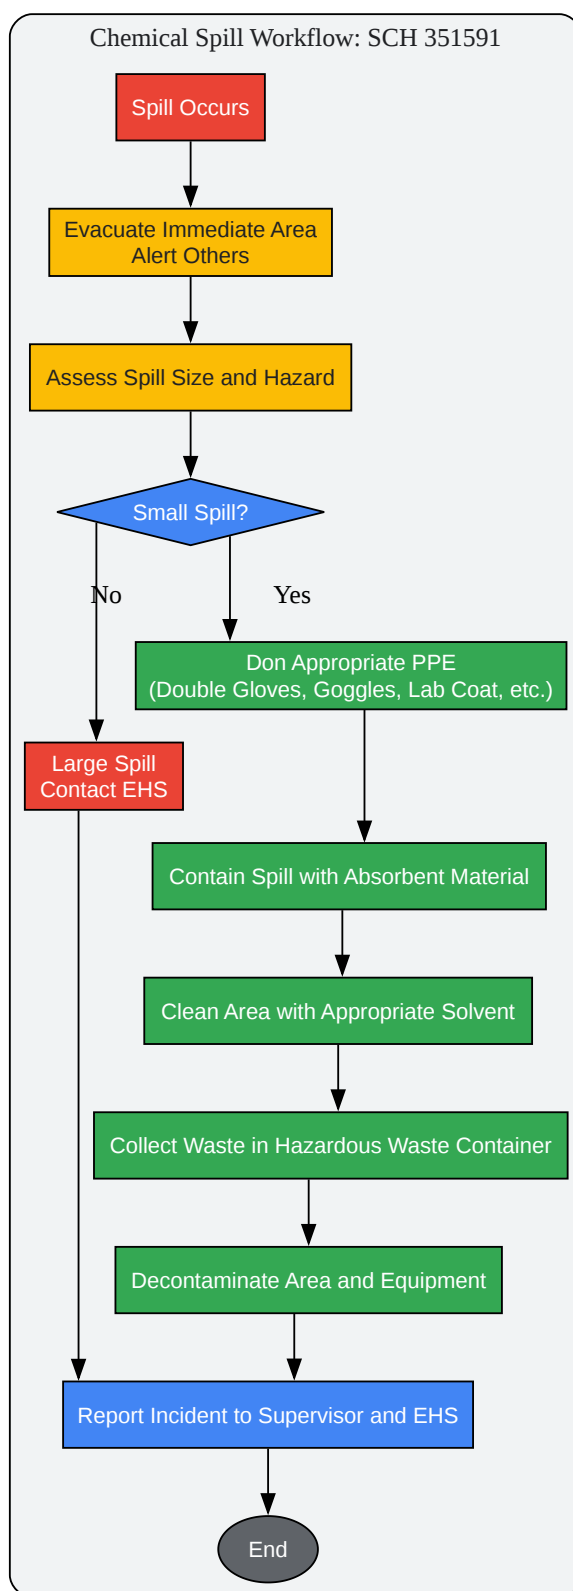 Chemical Spill Workflow: SCH 351591
Spill Occurs
Evacuate Immediate Area
Alert Others
Assess Spill Size and Hazard
Small Spill?
No
Yes
Don Appropriate PPE
(Double Gloves, Goggles, Lab Coat, etc.)
Large Spill
Contact EHS
Contain Spill with Absorbent Material
Clean Area with Appropriate Solvent
Collect Waste in Hazardous Waste Container
Decontaminate Area and Equipment
Report Incident to Supervisor and EHS
End